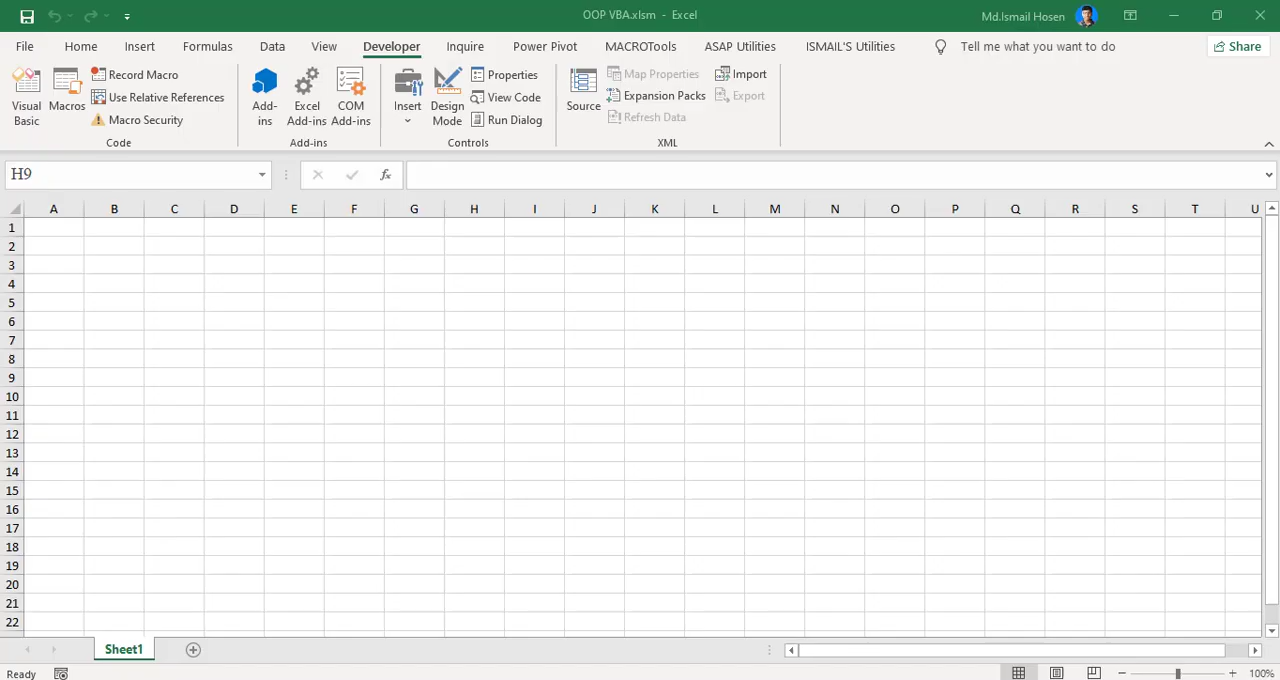 OOP VBA.xlsm - Excel
Md.Ismail Hosen
File Home Insert Formulas Data View Developer Inquire Power Pivot MACROTools ASAP Utilities ISMAIL'S Utilities Tell me what you want to do Share
Visual Basic
Macros
Record Macro
Use Relative References
Macro Security
Code
Add-ins
Excel Add-ins
COM Add-ins
Add-ins
Insert
Design Mode
Properties
View Code
Run Dialog
Controls
Source
Map Properties
Expansion Packs
Refresh Data
Import
Export
XML
H9
fx
A B C D E F G H I J K L M N O P Q R S T U
1
2
3
4
5
6
7
8
9
10
11
12
13
14
15
16
17
18
19
20
21
22
Sheet1
Ready
100%